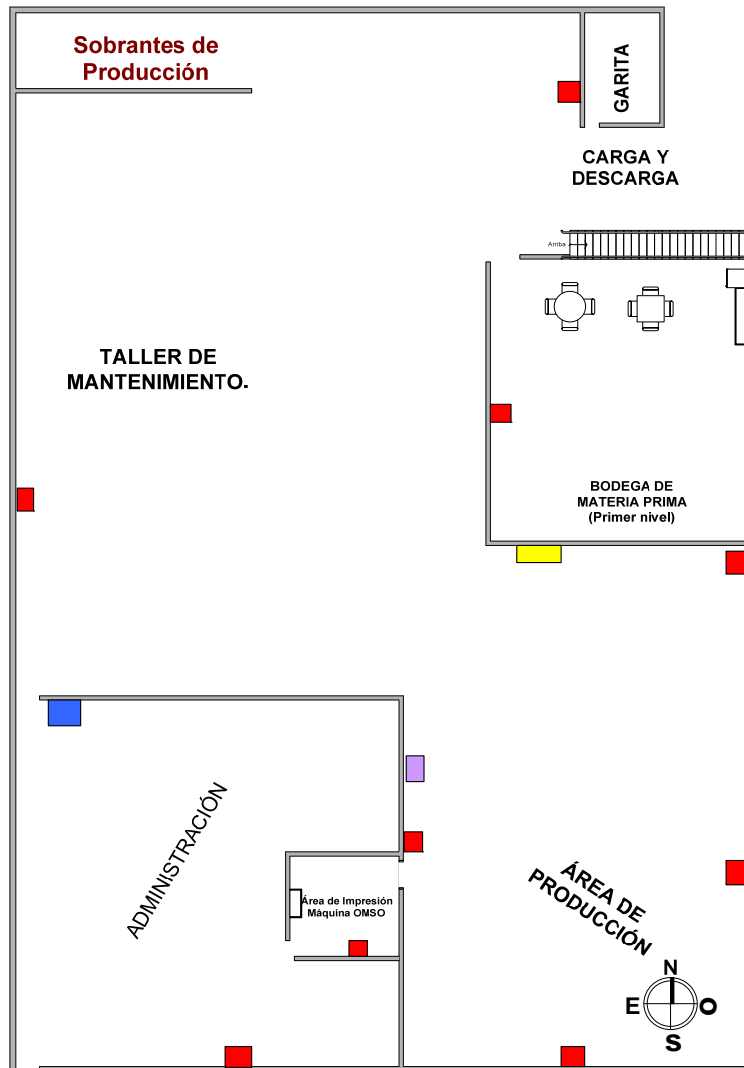 Sobrantes de
Producción
GARITA
CARGA Y
DESCARGA
Arriba
TALLER DE
MANTENIMIENTO.
BODEGA DE
MATERIA PRIMA
(Primer nivel)
ADMINISTRACIÓN
Área de Impresión
Máquina OMSO
ÁREA DE
PRODUCCIÓN
N
E
O
S